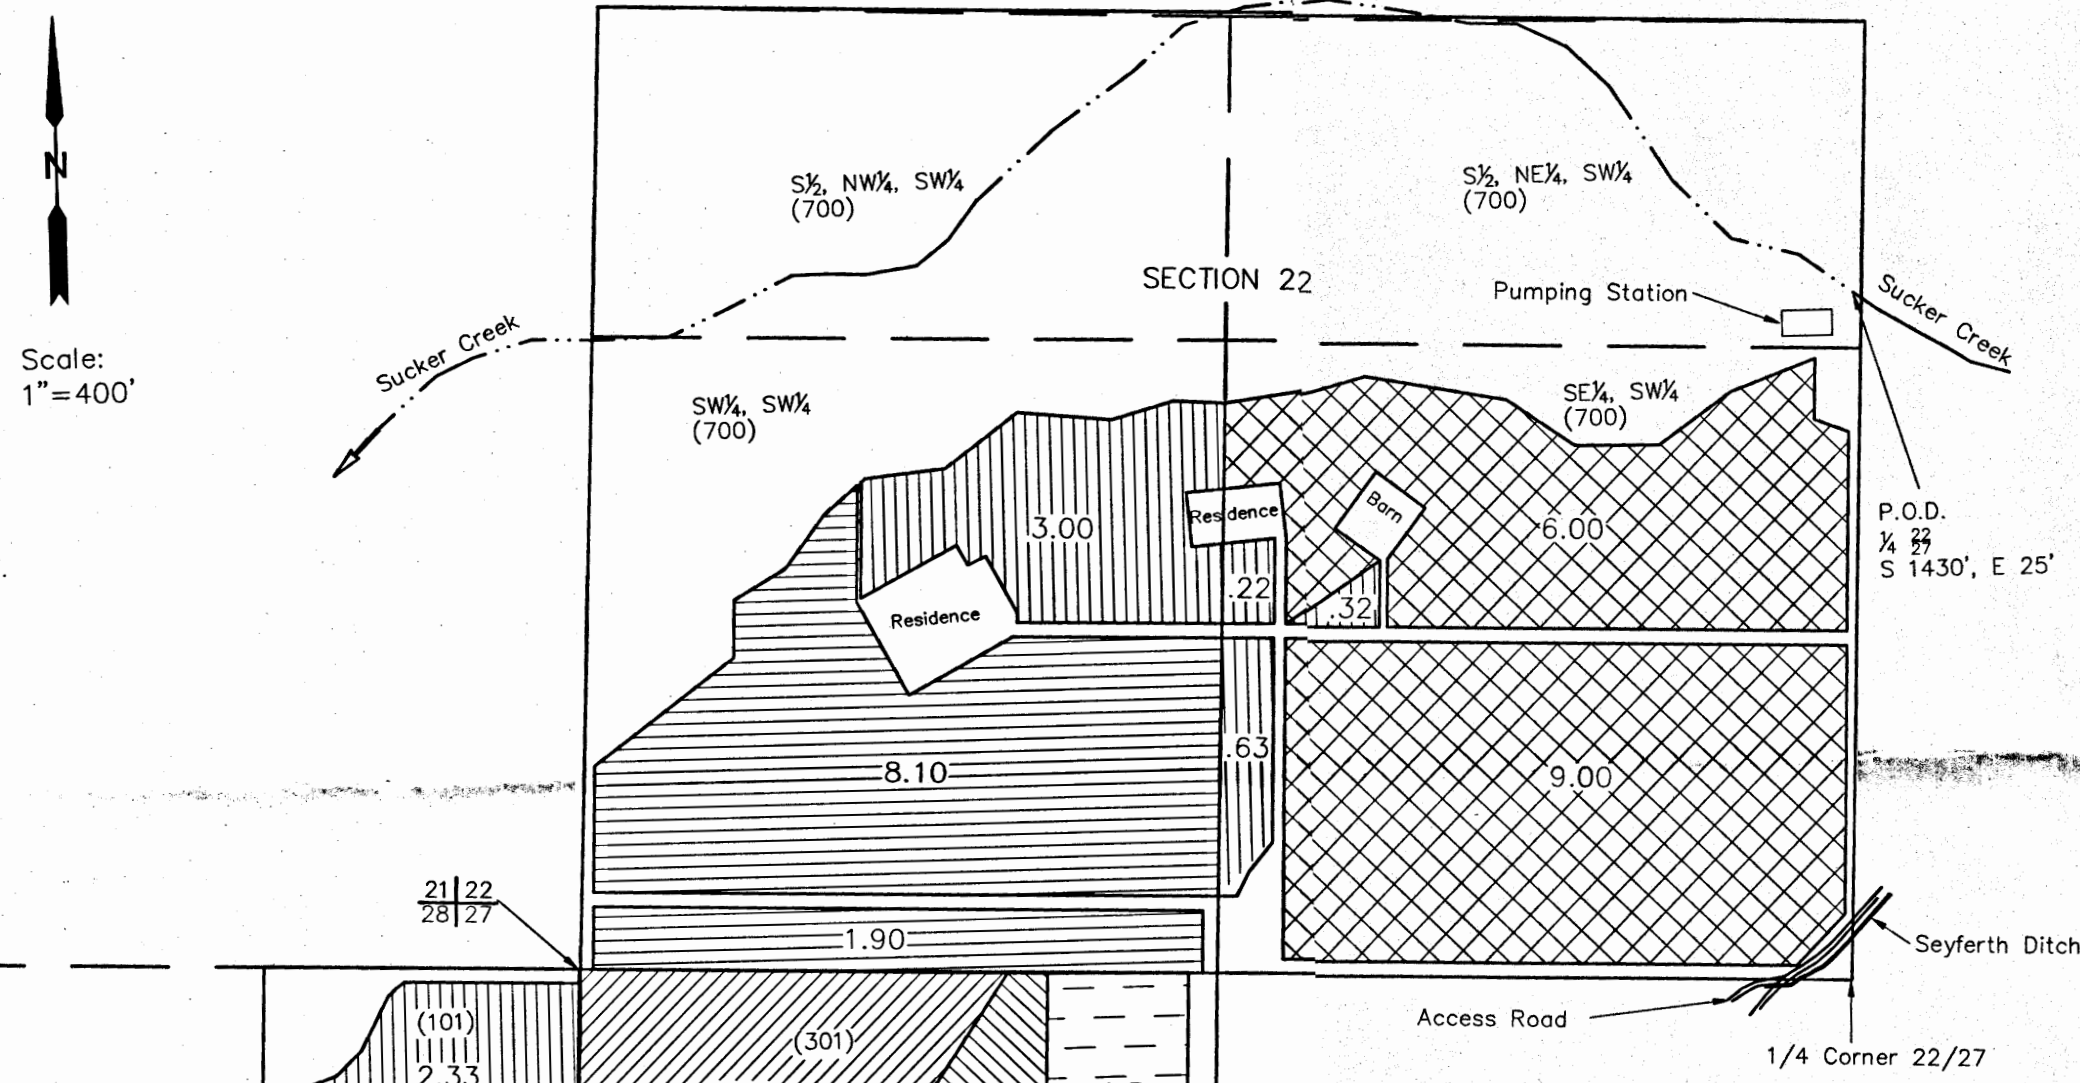 N
Scale:
1"=400'
S½, NW¼, SW¼
(700)
S½, NE¼, SW¼
(700)
SECTION 22
Pumping Station
Sucker Creek
Sucker Creek
SW¼, SW¼
(700)
SE¼, SW¼
(700)
P.O.D.
¼ 22
27
S 1430', E 25'
3.00
Residence
Barn
6.00
.22
.32
Residence
8.10
.63
9.00
21 22
28 27
1.90
Seyferth Ditch
Access Road
1/4 Corner 22/27
(101)
2.33
(301)